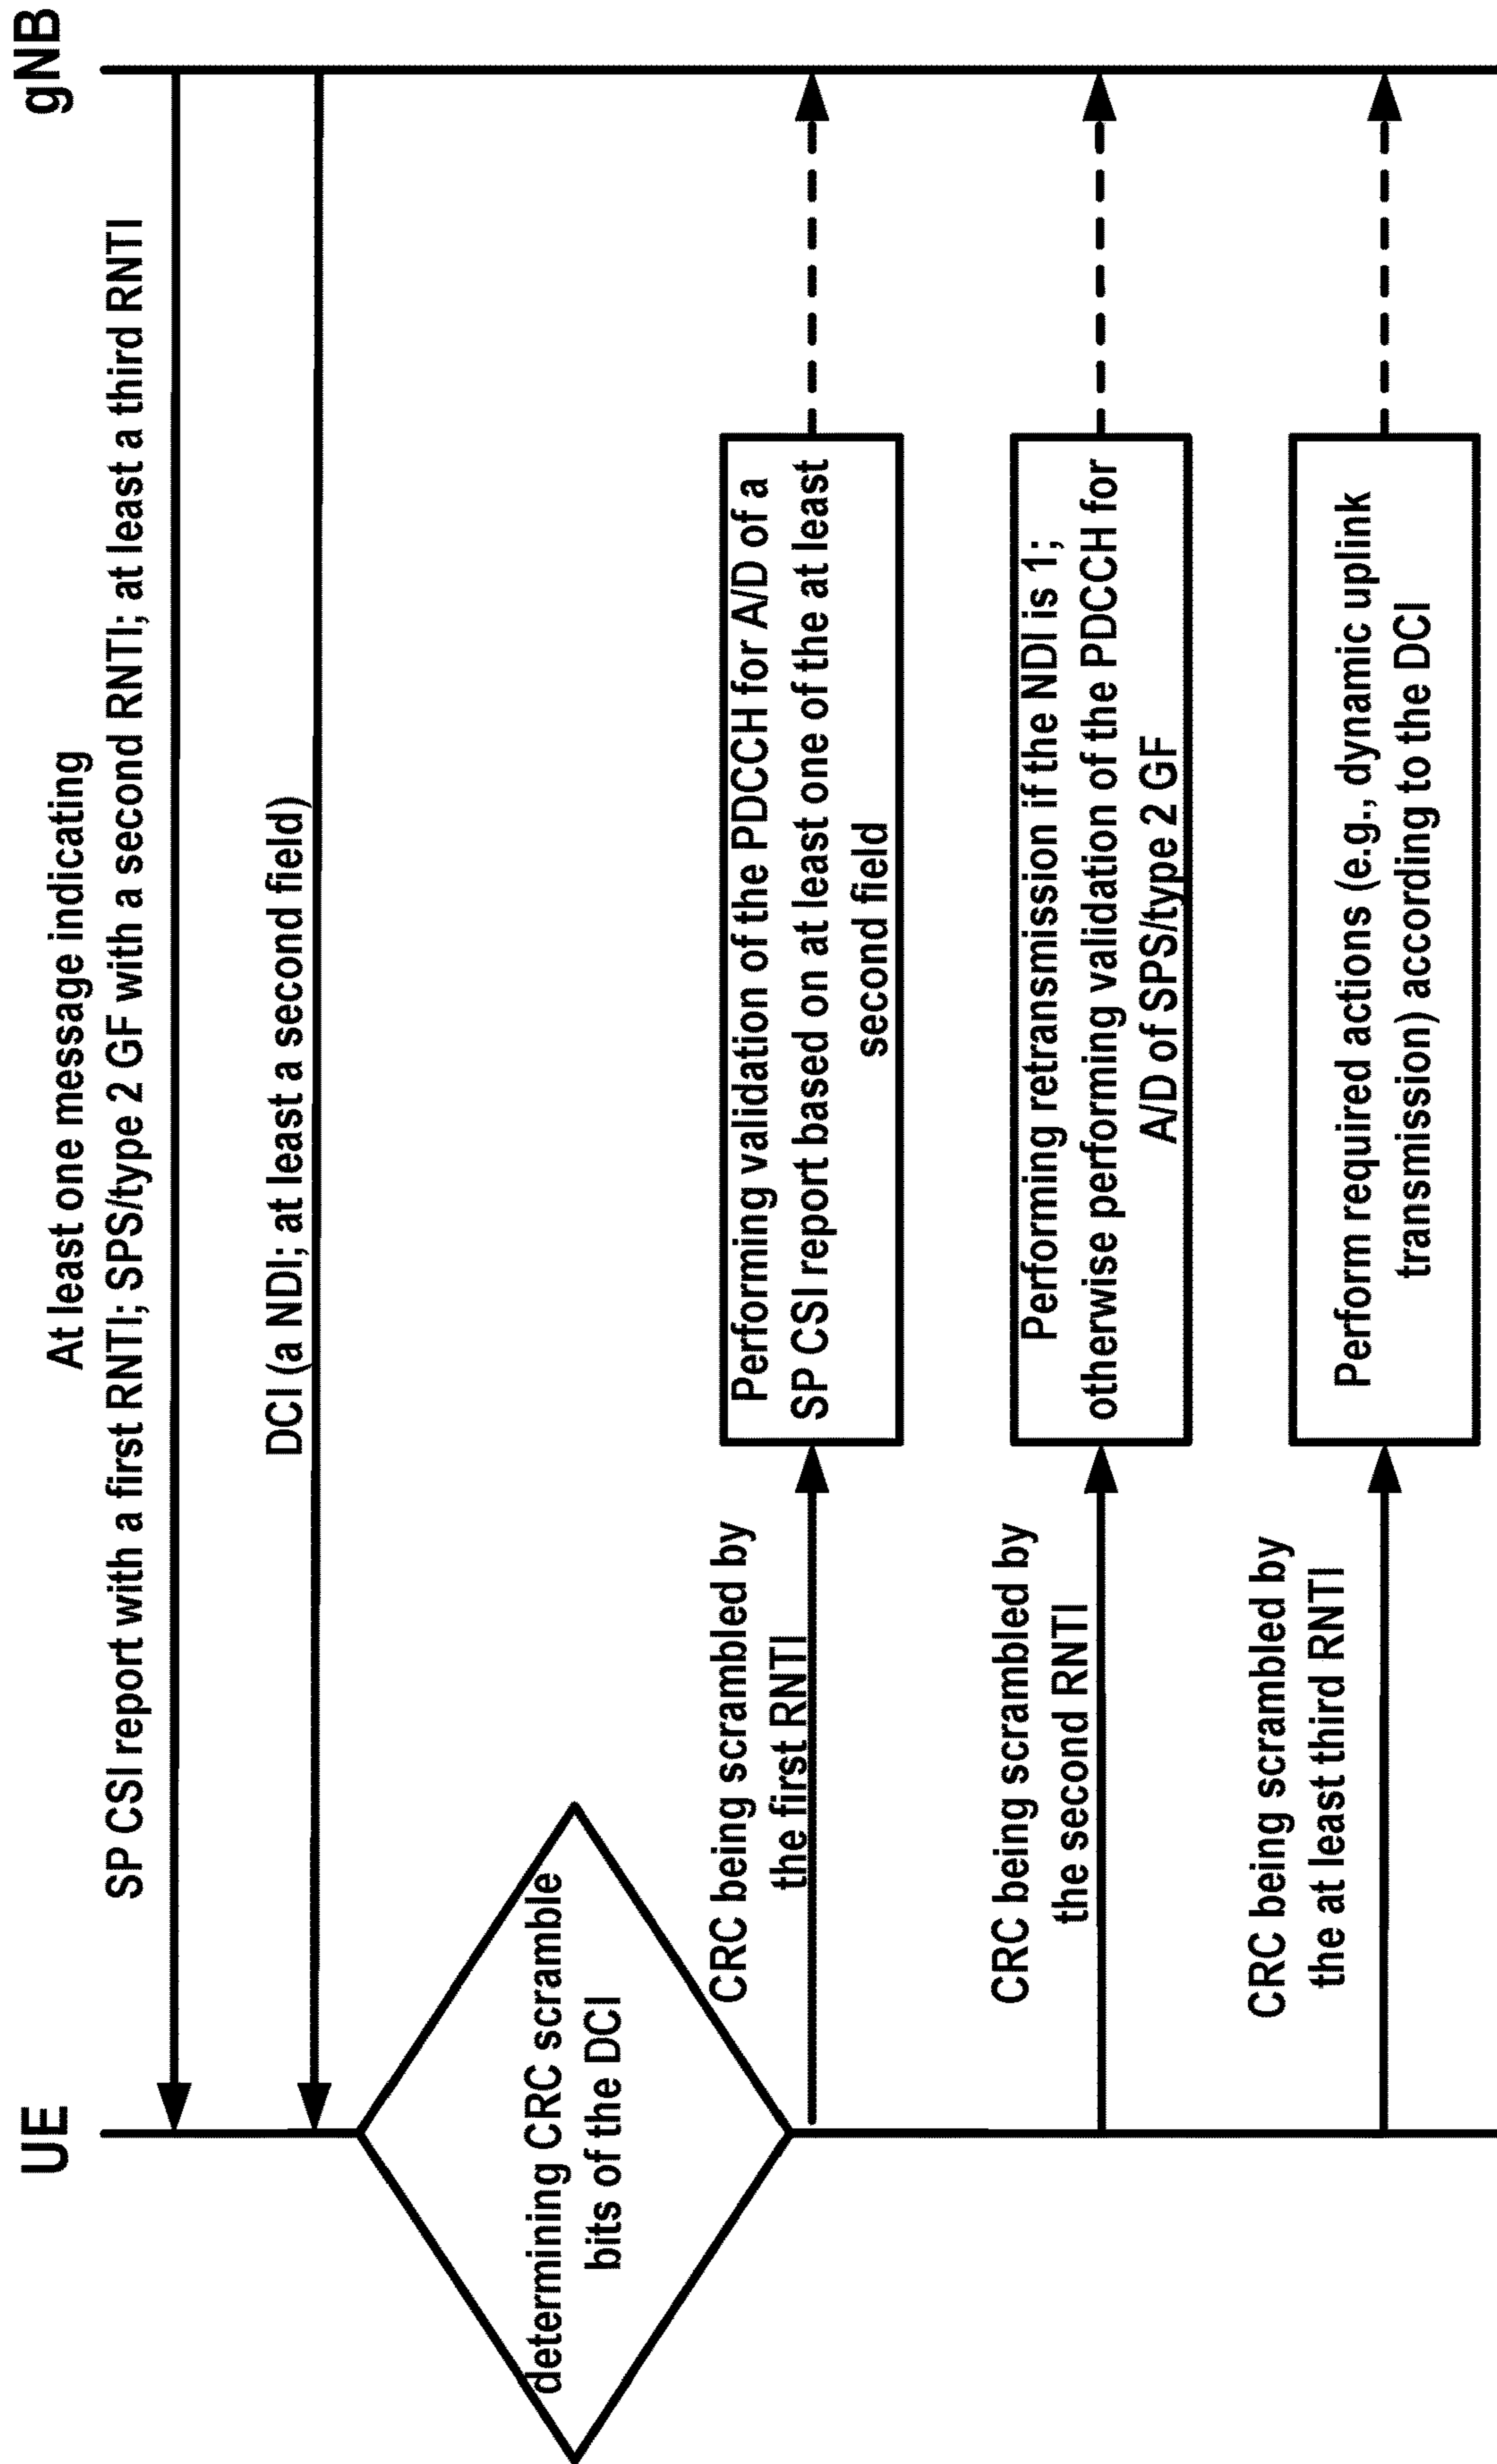 UE
gNB
At least one message indicating
SP CSI report with a first RNTI; SPS/type 2 GF with a second RNTI; at least a third RNTI
DCI (a NDI; at least a second field)
determining CRC scramble
bits of the DCI
CRC being scrambled by
the first RNTI
Performing validation of the PDCCH for A/D of a
SP CSI report based on at least one of the at least
second field
CRC being scrambled by
the second RNTI
Performing retransmission if the NDI is 1;
otherwise performing validation of the PDCCH for
A/D of SPS/type 2 GF
CRC being scrambled by
the at least third RNTI
Perform required actions (e.g., dynamic uplink
transmission) according to the DCI